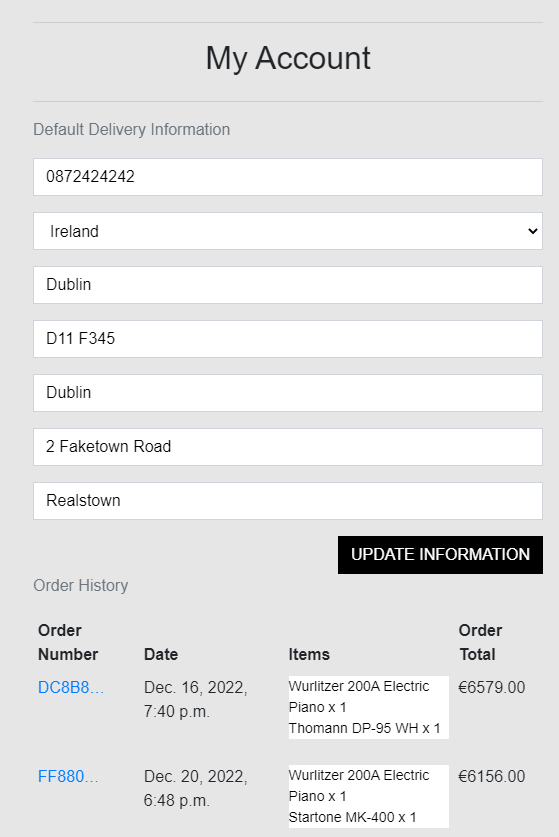 My Account
Default Delivery Information
0872424242
Ireland
Dublin
D11 F345
Dublin
2 Faketown Road
Realstown
UPDATE INFORMATION
Order History
Order Number Date Items Order Total
DC8B8... Dec. 16, 2022, 7:40 p.m. Wurlitzer 200A Electric Piano x 1 Thomann DP-95 WH x 1 €6579.00
FF880... Dec. 20, 2022, 6:48 p.m. Wurlitzer 200A Electric Piano x 1 Startone MK-400 x 1 €6156.00